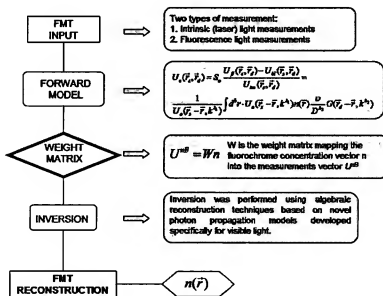 FMT
INPUT
Two types of measurement:
1. Intrinsic (laser) light measurements
2. Fluorescence light measurements
FORWARD
MODEL
WEIGHT
MATRIX
W is the weight matrix mapping the
fluorochrome concentration vector n
into the measurements vector U^{nB}
U^{nB} = Wn
INVERSION
Inversion was performed using algebraic
reconstruction techniques based on novel
photon propagation models developed
specifically for visible light.
FMT
RECONSTRUCTION
n(r⃗)